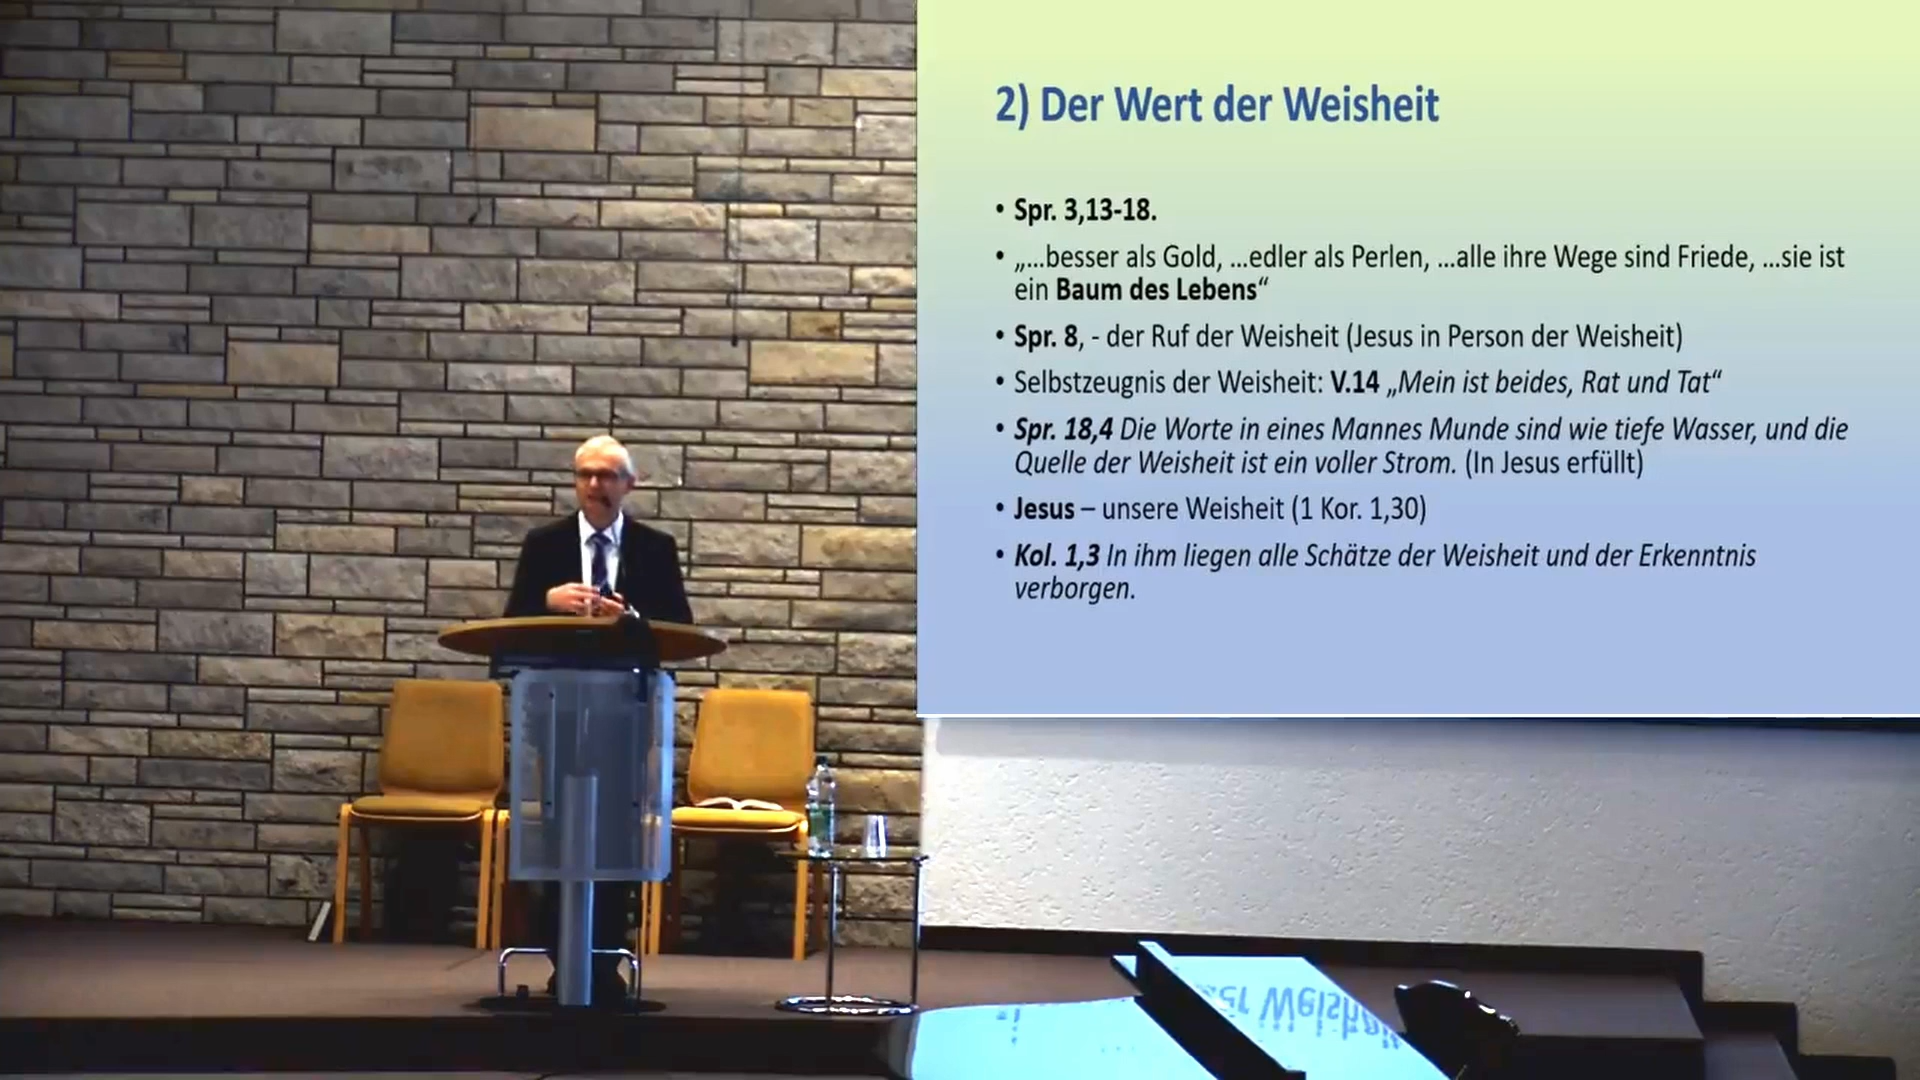 2) Der Wert der Weisheit
• Spr. 3,13-18.
• „...besser als Gold, ...edler als Perlen, ...alle ihre Wege sind Friede, ...sie ist
ein Baum des Lebens“
• Spr. 8, - der Ruf der Weisheit (Jesus in Person der Weisheit)
• Selbstzeugnis der Weisheit: V.14 „Mein ist beides, Rat und Tat“
• Spr. 18,4 Die Worte in eines Mannes Munde sind wie tiefe Wasser, und die
Quelle der Weisheit ist ein voller Strom. (In Jesus erfüllt)
• Jesus – unsere Weisheit (1 Kor. 1,30)
• Kol. 1,3 In ihm liegen alle Schätze der Weisheit und der Erkenntnis
verborgen.
der Weisheit